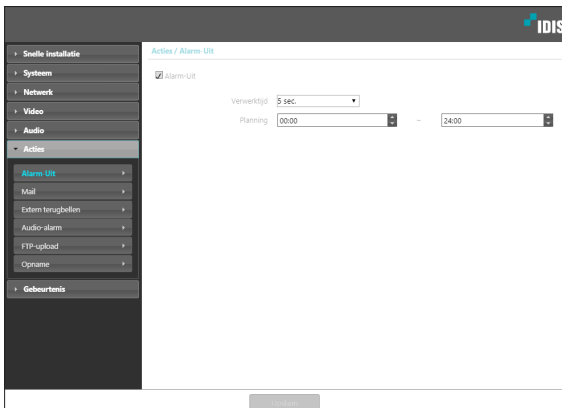 IDIS
Snelle installatie
Systeem
Netwerk
Video
Audio
Acties
Alarm-Uit
Mail
Extern terugbellen
Audio-alarm
FTP-upload
Opname
Gebeurtenis
Acties / Alarm-Uit
Alarm-Uit
Verwerktijd 5 sec.
Planning 00:00 – 24:00
Opslaan